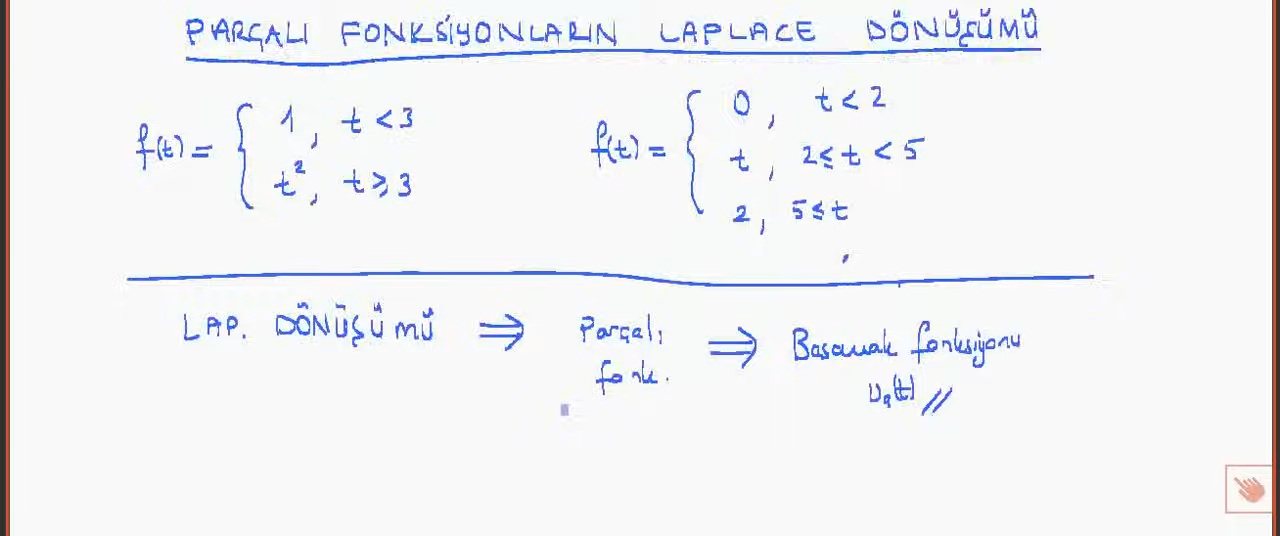 PARÇALI FONKSİYONLARIN LAPLACE DÖNÜŞÜMÜ
f(t) = { 1, t < 3
t², t ⩾ 3
f(t) = { 0, t < 2
t, 2 ⩽ t < 5
2, 5 ⩽ t
LAP. DÖNÜŞÜMÜ ⟹ Parçalı fonk. ⟹ Basamak fonksiyonu
uₐ(t) //